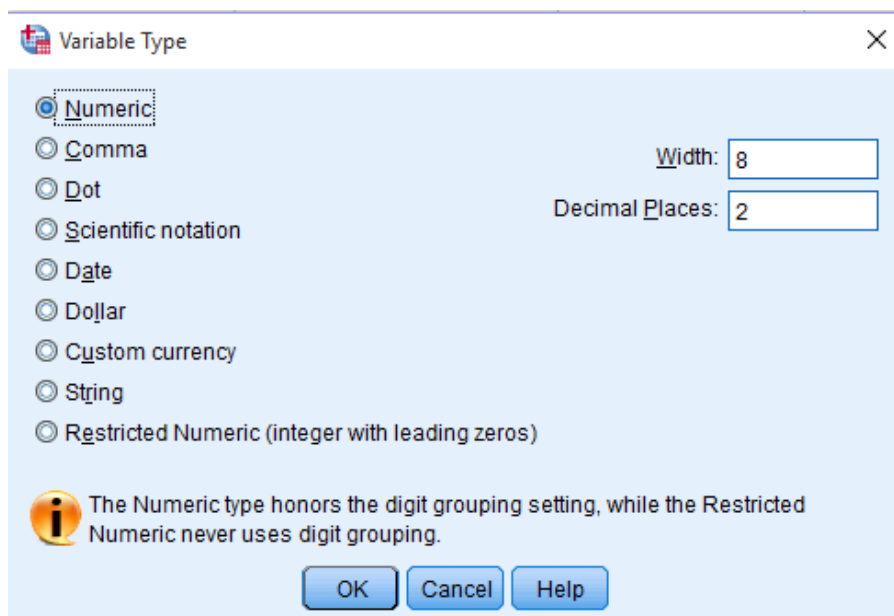 Variable Type
Numeric
Comma
Width: 8
Dot
Decimal Places: 2
Scientific notation
Date
Dollar
Custom currency
String
Restricted Numeric (integer with leading zeros)
The Numeric type honors the digit grouping setting, while the Restricted
Numeric never uses digit grouping.
OK Cancel Help